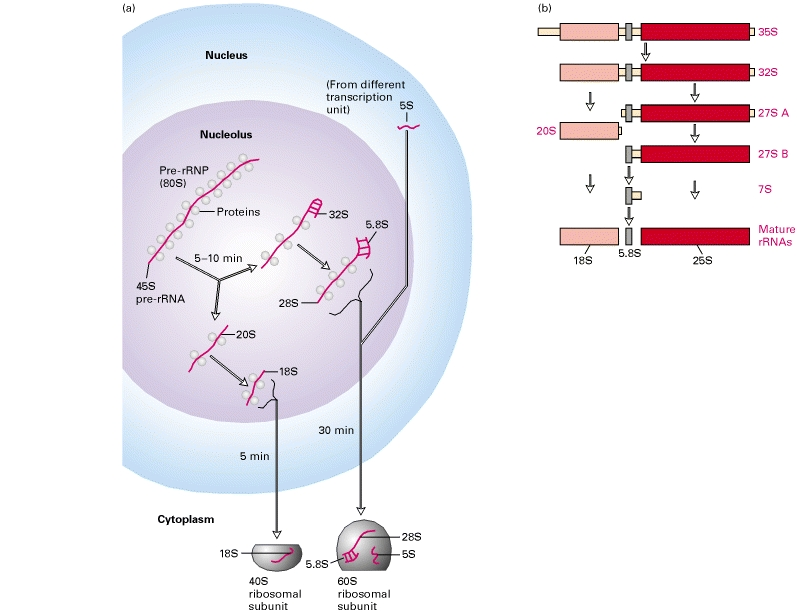 (a)
Nucleus
(From different
transcription
unit)
5S
Nucleolus
Pre-rRNP
(80S)
Proteins
32S
5.8S
5–10 min
45S
pre-rRNA
28S
20S
18S
30 min
5 min
Cytoplasm
18S
40S
ribosomal
subunit
28S
5S
5.8S
60S
ribosomal
subunit
(b)
35S
32S
27S A
20S
27S B
7S
Mature
rRNAs
18S
5.8S
25S